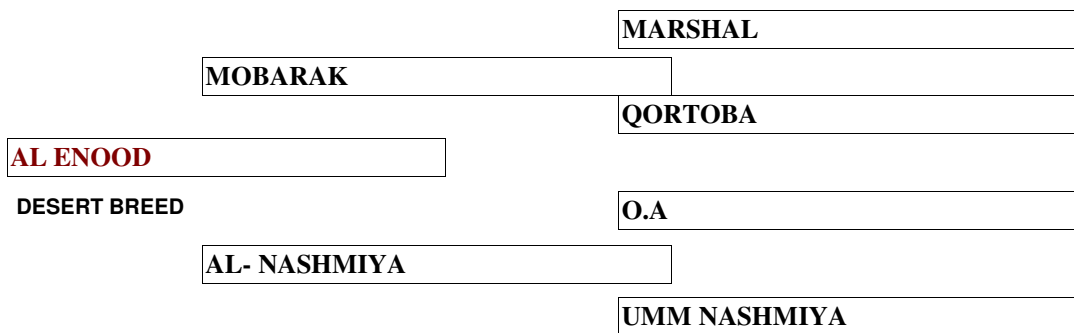 MARSHAL
MOBARAK
QORTOBA
AL ENOOD
DESERT BREED
O.A
AL- NASHMIYA
UMM NASHMIYA